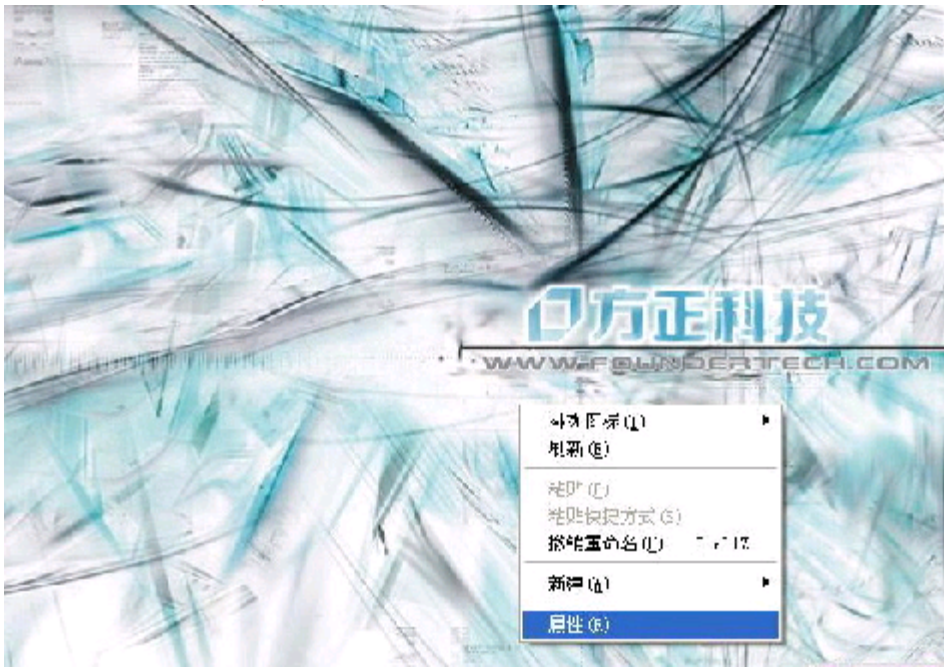 方正科技
WWW.FOUNDERTECH.COM
排列图标(I)
刷新(E)
粘贴(P)
粘贴快捷方式(S)
撤销重命名(U)
新建(W)
属性(R)